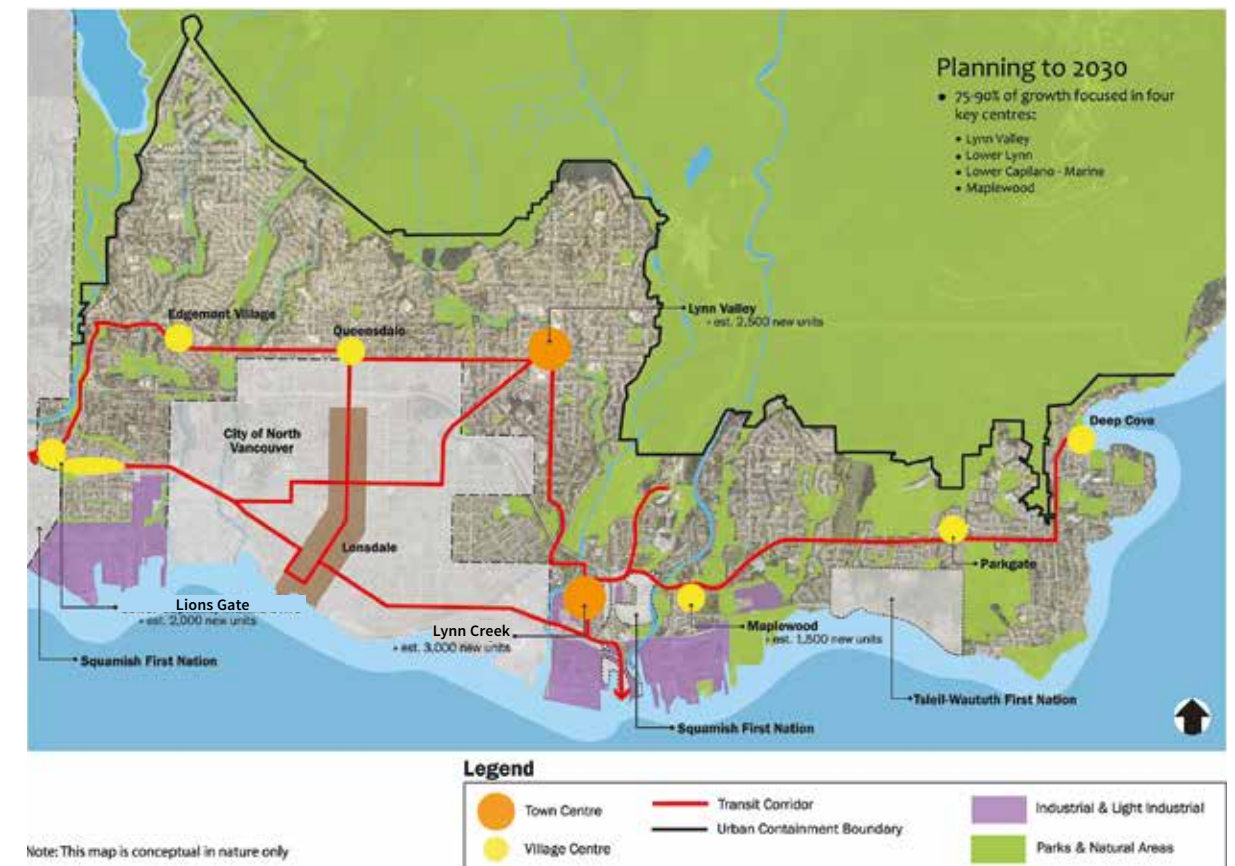 Planning to 2030
• 75-90% of growth focused in four
key centres:
• Lynn Valley
• Lower Lynn
• Lower Capilano - Marine
• Maplewood
Edgemont Village
Queensdale
Lynn Valley
• est. 2,500 new units
City of North
Vancouver
Deep Cove
Lonsdale
Parkgate
Lions Gate
• est. 2,000 new units
Lynn Creek
• est. 3,000 new units
Maplewood
• est. 1,500 new units
Squamish First Nation
Tsleil-Waututh First Nation
Squamish First Nation
Legend
Town Centre
Village Centre
Transit Corridor
Urban Containment Boundary
Industrial & Light Industrial
Parks & Natural Areas
Note: This map is conceptual in nature only